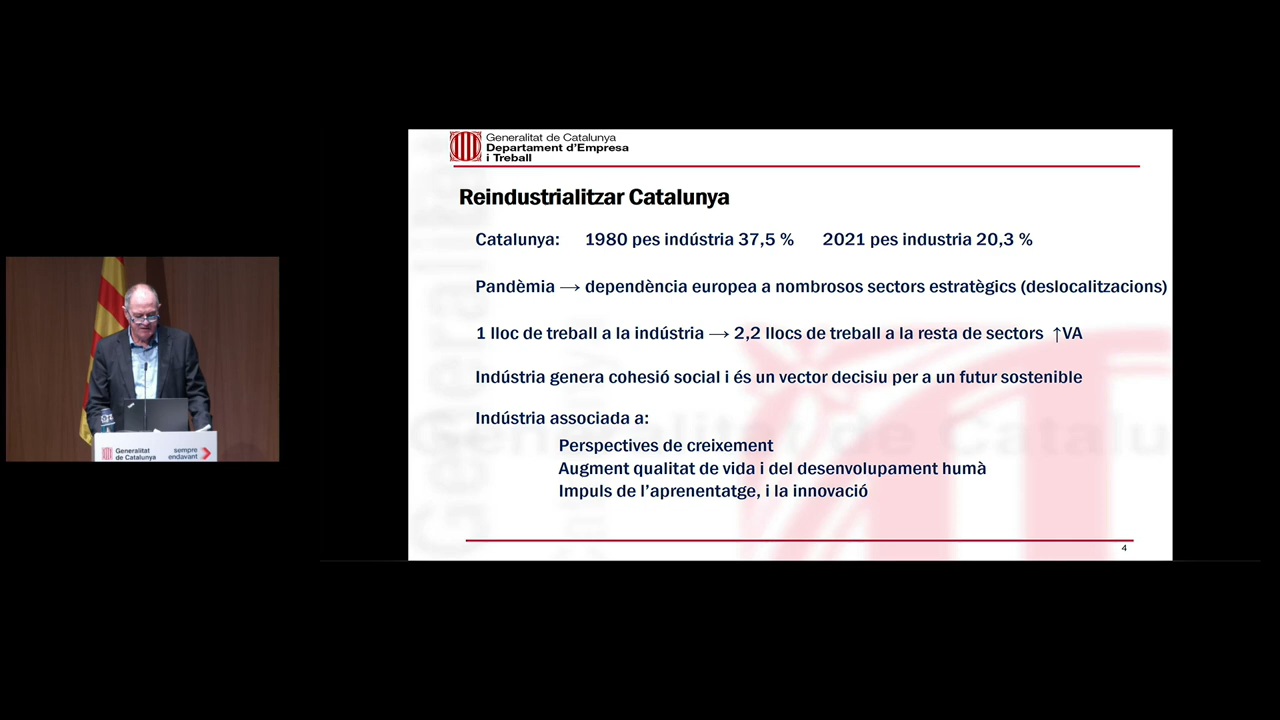 Generalitat de Catalunya
Departament d'Empresa
i Treball
Reindustrialitzar Catalunya
Catalunya: 1980 pes indústria 37,5 % 2021 pes industria 20,3 %
Pandèmia → dependència europea a nombrosos sectors estratègics (deslocalitzacions)
1 lloc de treball a la indústria → 2,2 llocs de treball a la resta de sectors ↑VA
Indústria genera cohesió social i és un vector decisiu per a un futur sostenible
Indústria associada a:
Perspectives de creixement
Augment qualitat de vida i del desenvolupament humà
Impuls de l'aprenentatge, i la innovació
4
Generalitat
de Catalunya
sempre
endavant